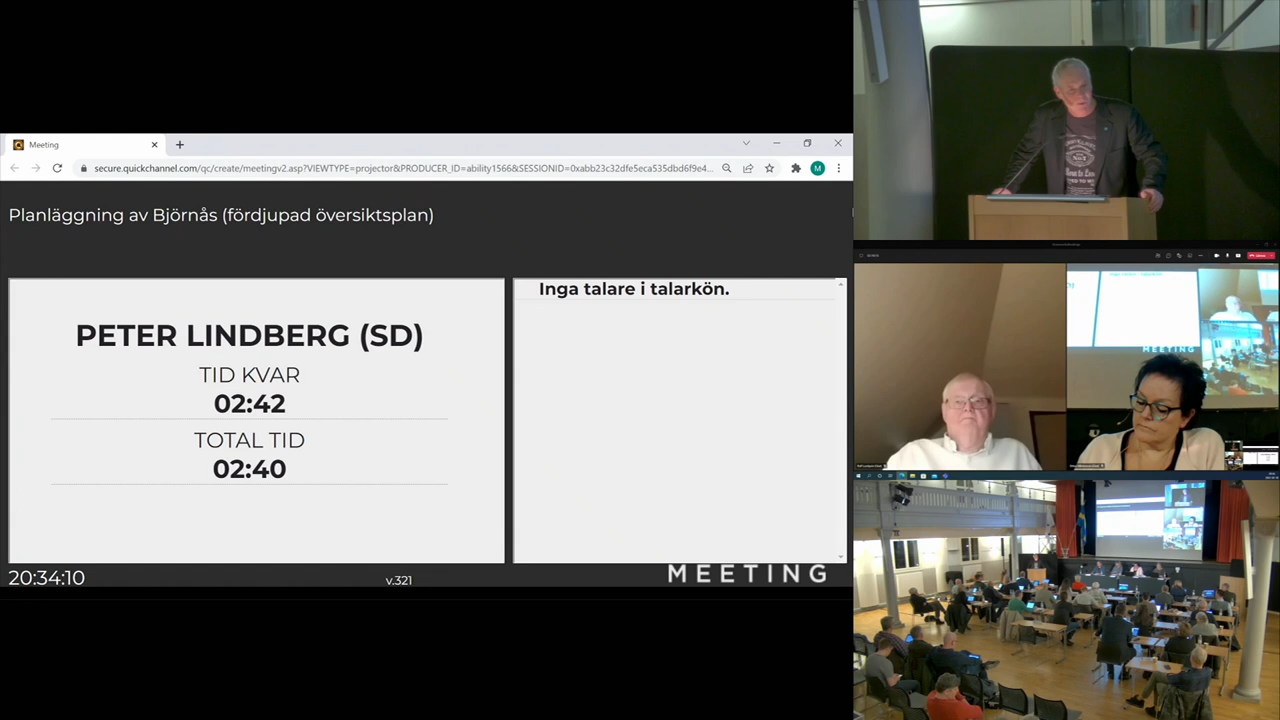 Meeting
secure.quickchannel.com/qc/create/meetingv2.asp?VIEWTYPE=projector&PRODUCER_ID=ability1566&SESSIONID=0xabb23c32dfe5eca535dbd6f9e4...
M
Planläggning av Björnås (fördjupad översiktsplan)
PETER LINDBERG (SD)
TID KVAR
02:42
TOTAL TID
02:40
Inga talare i talarkön.
20:34:10
v.321
MEETING
MEETING